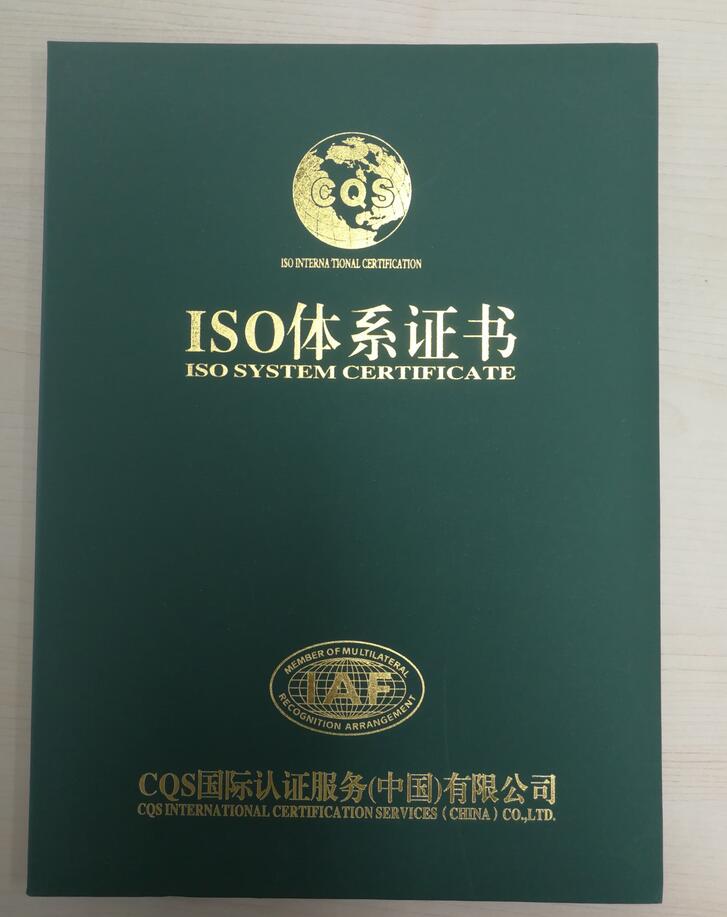 CQS
ISO INTERNA TIONAL CERTIFICATION
ISO体系证书
ISO SYSTEM CERTIFICATE
MEMBER OF MULTILATERAL
IAF
RECOGNITION ARRANGEMENT
CQS国际认证服务(中国)有限公司
CQS INTERNATIONAL CERTIFICATION SERVICES (CHINA) CO.,LTD.